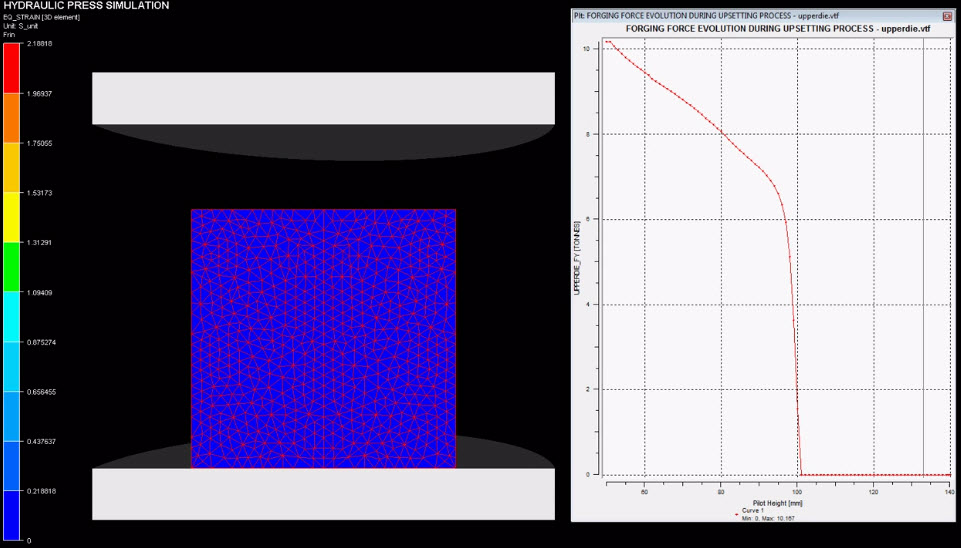 HYDRAULIC PRESS SIMULATION
EQ_STRAIN [3D element]
Unit: S_unit
Frin
2.18818
1.96937
1.75055
1.53173
1.31291
1.09409
0.875274
0.656455
0.437637
0.218818
0
Plt: FORGING FORCE EVOLUTION DURING UPSETTING PROCESS - upperdie.vtf
FORGING FORCE EVOLUTION DURING UPSETTING PROCESS - upperdie.vtf
UPPERDIE_FY [TONNES]
10
8
6
4
2
0
60
80
100
120
140
Pilot Height [mm]
Curve 1
Min: 0, Max: 10.167